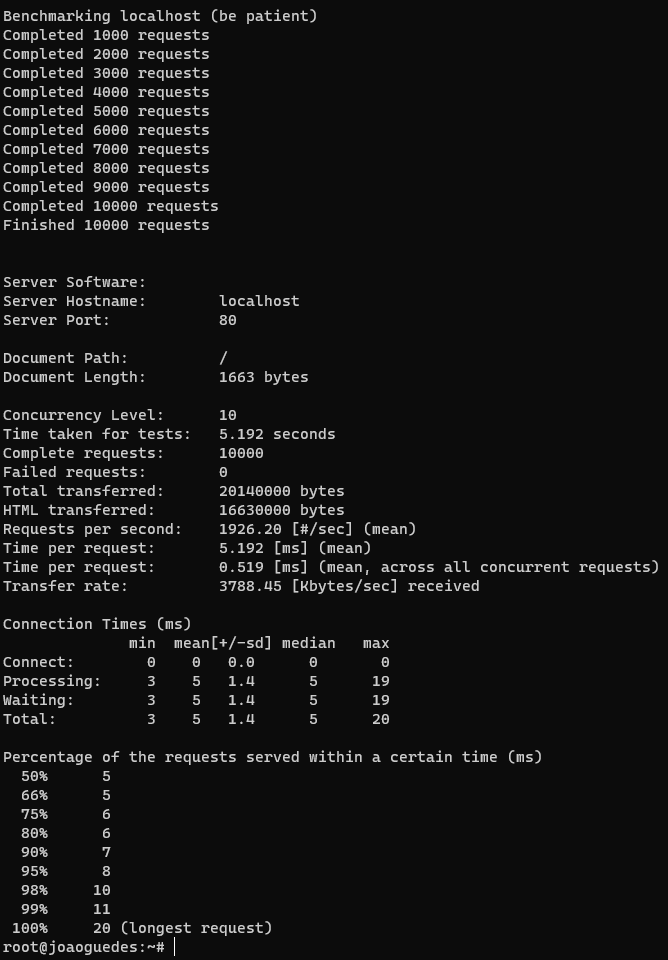 Benchmarking localhost (be patient)
Completed 1000 requests
Completed 2000 requests
Completed 3000 requests
Completed 4000 requests
Completed 5000 requests
Completed 6000 requests
Completed 7000 requests
Completed 8000 requests
Completed 9000 requests
Completed 10000 requests
Finished 10000 requests


Server Software:
Server Hostname:        localhost
Server Port:            80

Document Path:          /
Document Length:        1663 bytes

Concurrency Level:      10
Time taken for tests:   5.192 seconds
Complete requests:      10000
Failed requests:        0
Total transferred:      20140000 bytes
HTML transferred:       16630000 bytes
Requests per second:    1926.20 [#/sec] (mean)
Time per request:       5.192 [ms] (mean)
Time per request:       0.519 [ms] (mean, across all concurrent requests)
Transfer rate:          3788.45 [Kbytes/sec] received

Connection Times (ms)
              min  mean[+/-sd] median   max
Connect:        0    0   0.0      0       0
Processing:     3    5   1.4      5      19
Waiting:        3    5   1.4      5      19
Total:          3    5   1.4      5      20

Percentage of the requests served within a certain time (ms)
  50%      5
  66%      5
  75%      6
  80%      6
  90%      7
  95%      8
  98%     10
  99%     11
 100%     20 (longest request)
root@joaoguedes:~#